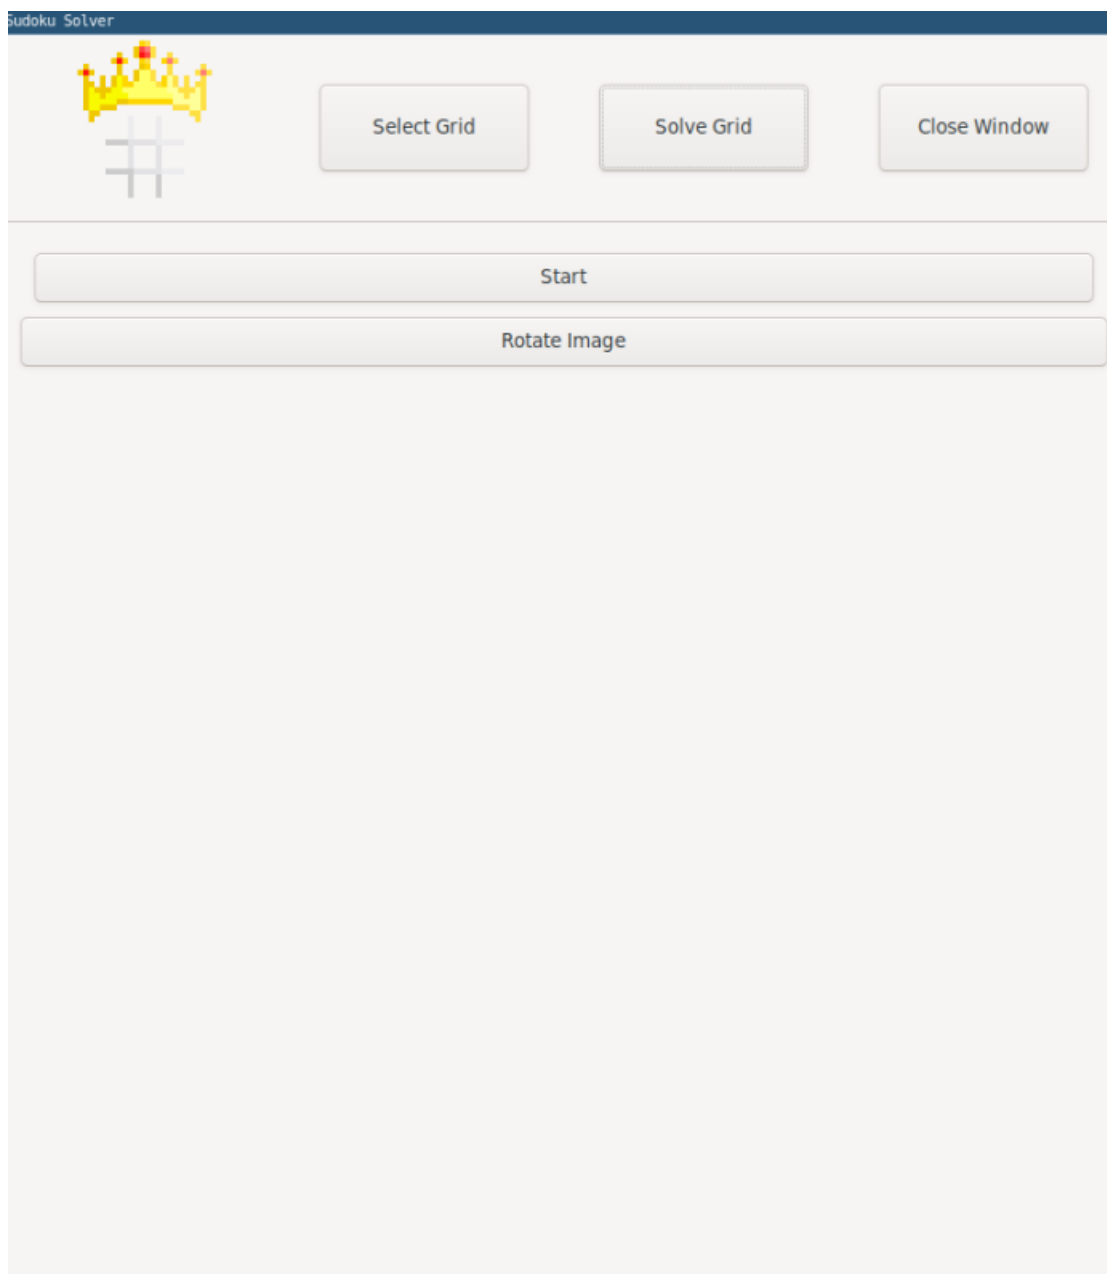 Sudoku Solver
Select Grid
Solve Grid
Close Window
Start
Rotate Image